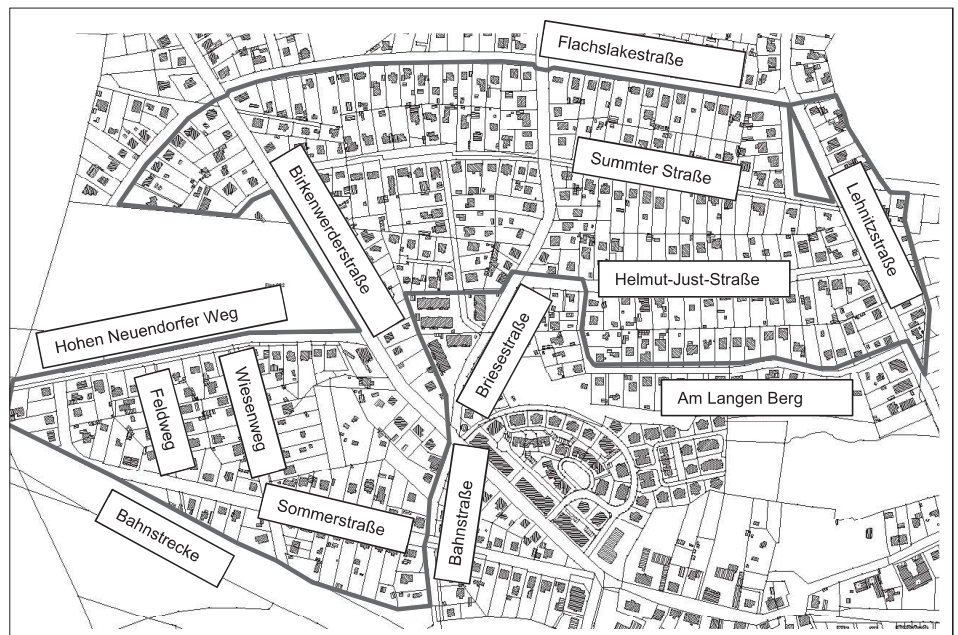 Flachslakestraße
Summter Straße
Birkenwerderstraße
Lehnitzstraße
Helmut-Just-Straße
Hohen Neuendorfer Weg
Briesestraße
Wiesenweg
Feldweg
Am Langen Berg
Sommerstraße
Bahnstraße
Bahnstrecke